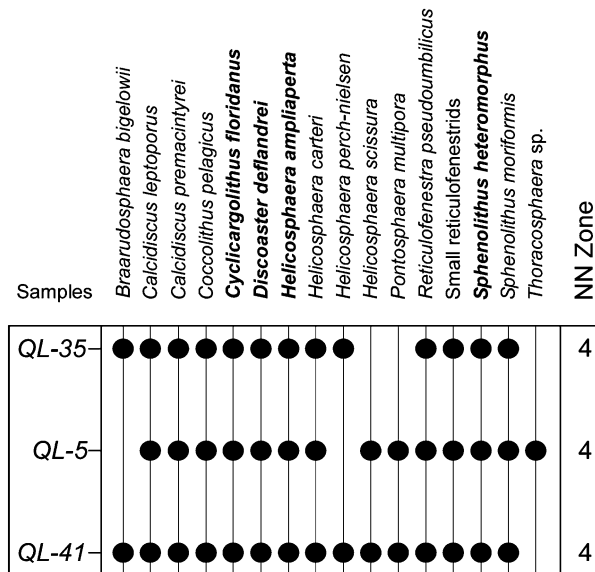 Samples
Braarudosphaera bigelowii
Calcidiscus leptoporus
Calcidiscus premacintyrei
Coccolithus pelagicus
Cyclicargolithus floridanus
Discoaster deflandrei
Helicosphaera ampliaperta
Helicosphaera carteri
Helicosphaera perch-nielsen
Helicosphaera scissura
Pontosphaera multipora
Reticulofenestra pseudoumbilicus
Small reticulofenestrids
Sphenolithus heteromorphus
Sphenolithus moriformis
Thoracosphaera sp.
NN Zone
QL-35 4
QL-5 4
QL-41 4